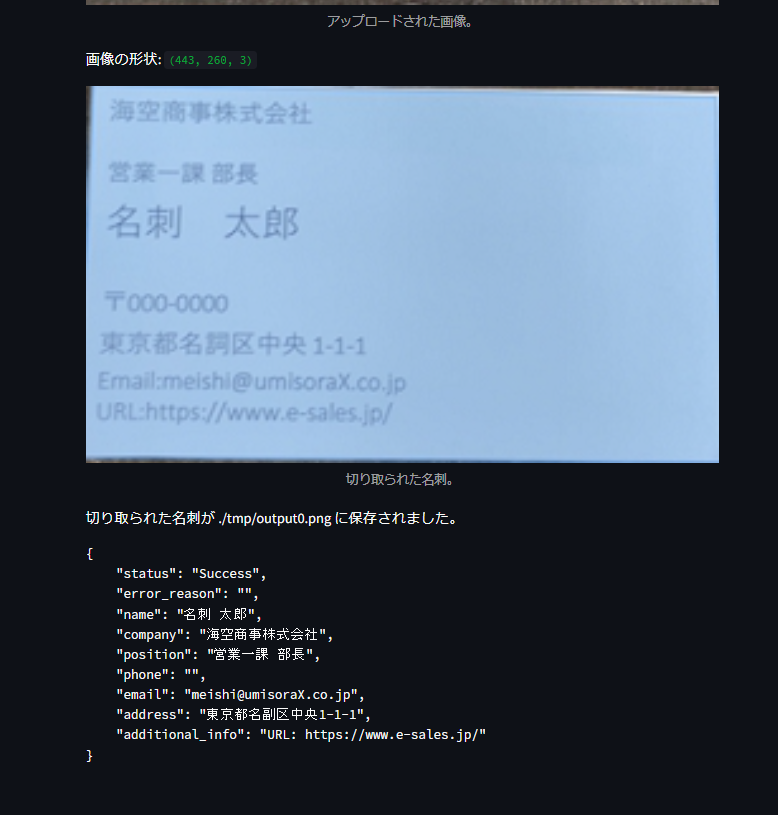 アップロードされた画像。
画像の形状: (443, 260, 3)
海空商事株式会社
営業一課 部長
名刺　太郎
〒000-0000
東京都名詞区中央 1-1-1
Email:meishi@umisoraX.co.jp
URL:https://www.e-sales.jp/
切り取られた名刺。
切り取られた名刺が ./tmp/output0.png に保存されました。
{
    "status": "Success",
    "error_reason": "",
    "name": "名刺 太郎",
    "company": "海空商事株式会社",
    "position": "営業一課 部長",
    "phone": "",
    "email": "meishi@umisoraX.co.jp",
    "address": "東京都名副区中央1-1-1",
    "additional_info": "URL: https://www.e-sales.jp/"
}